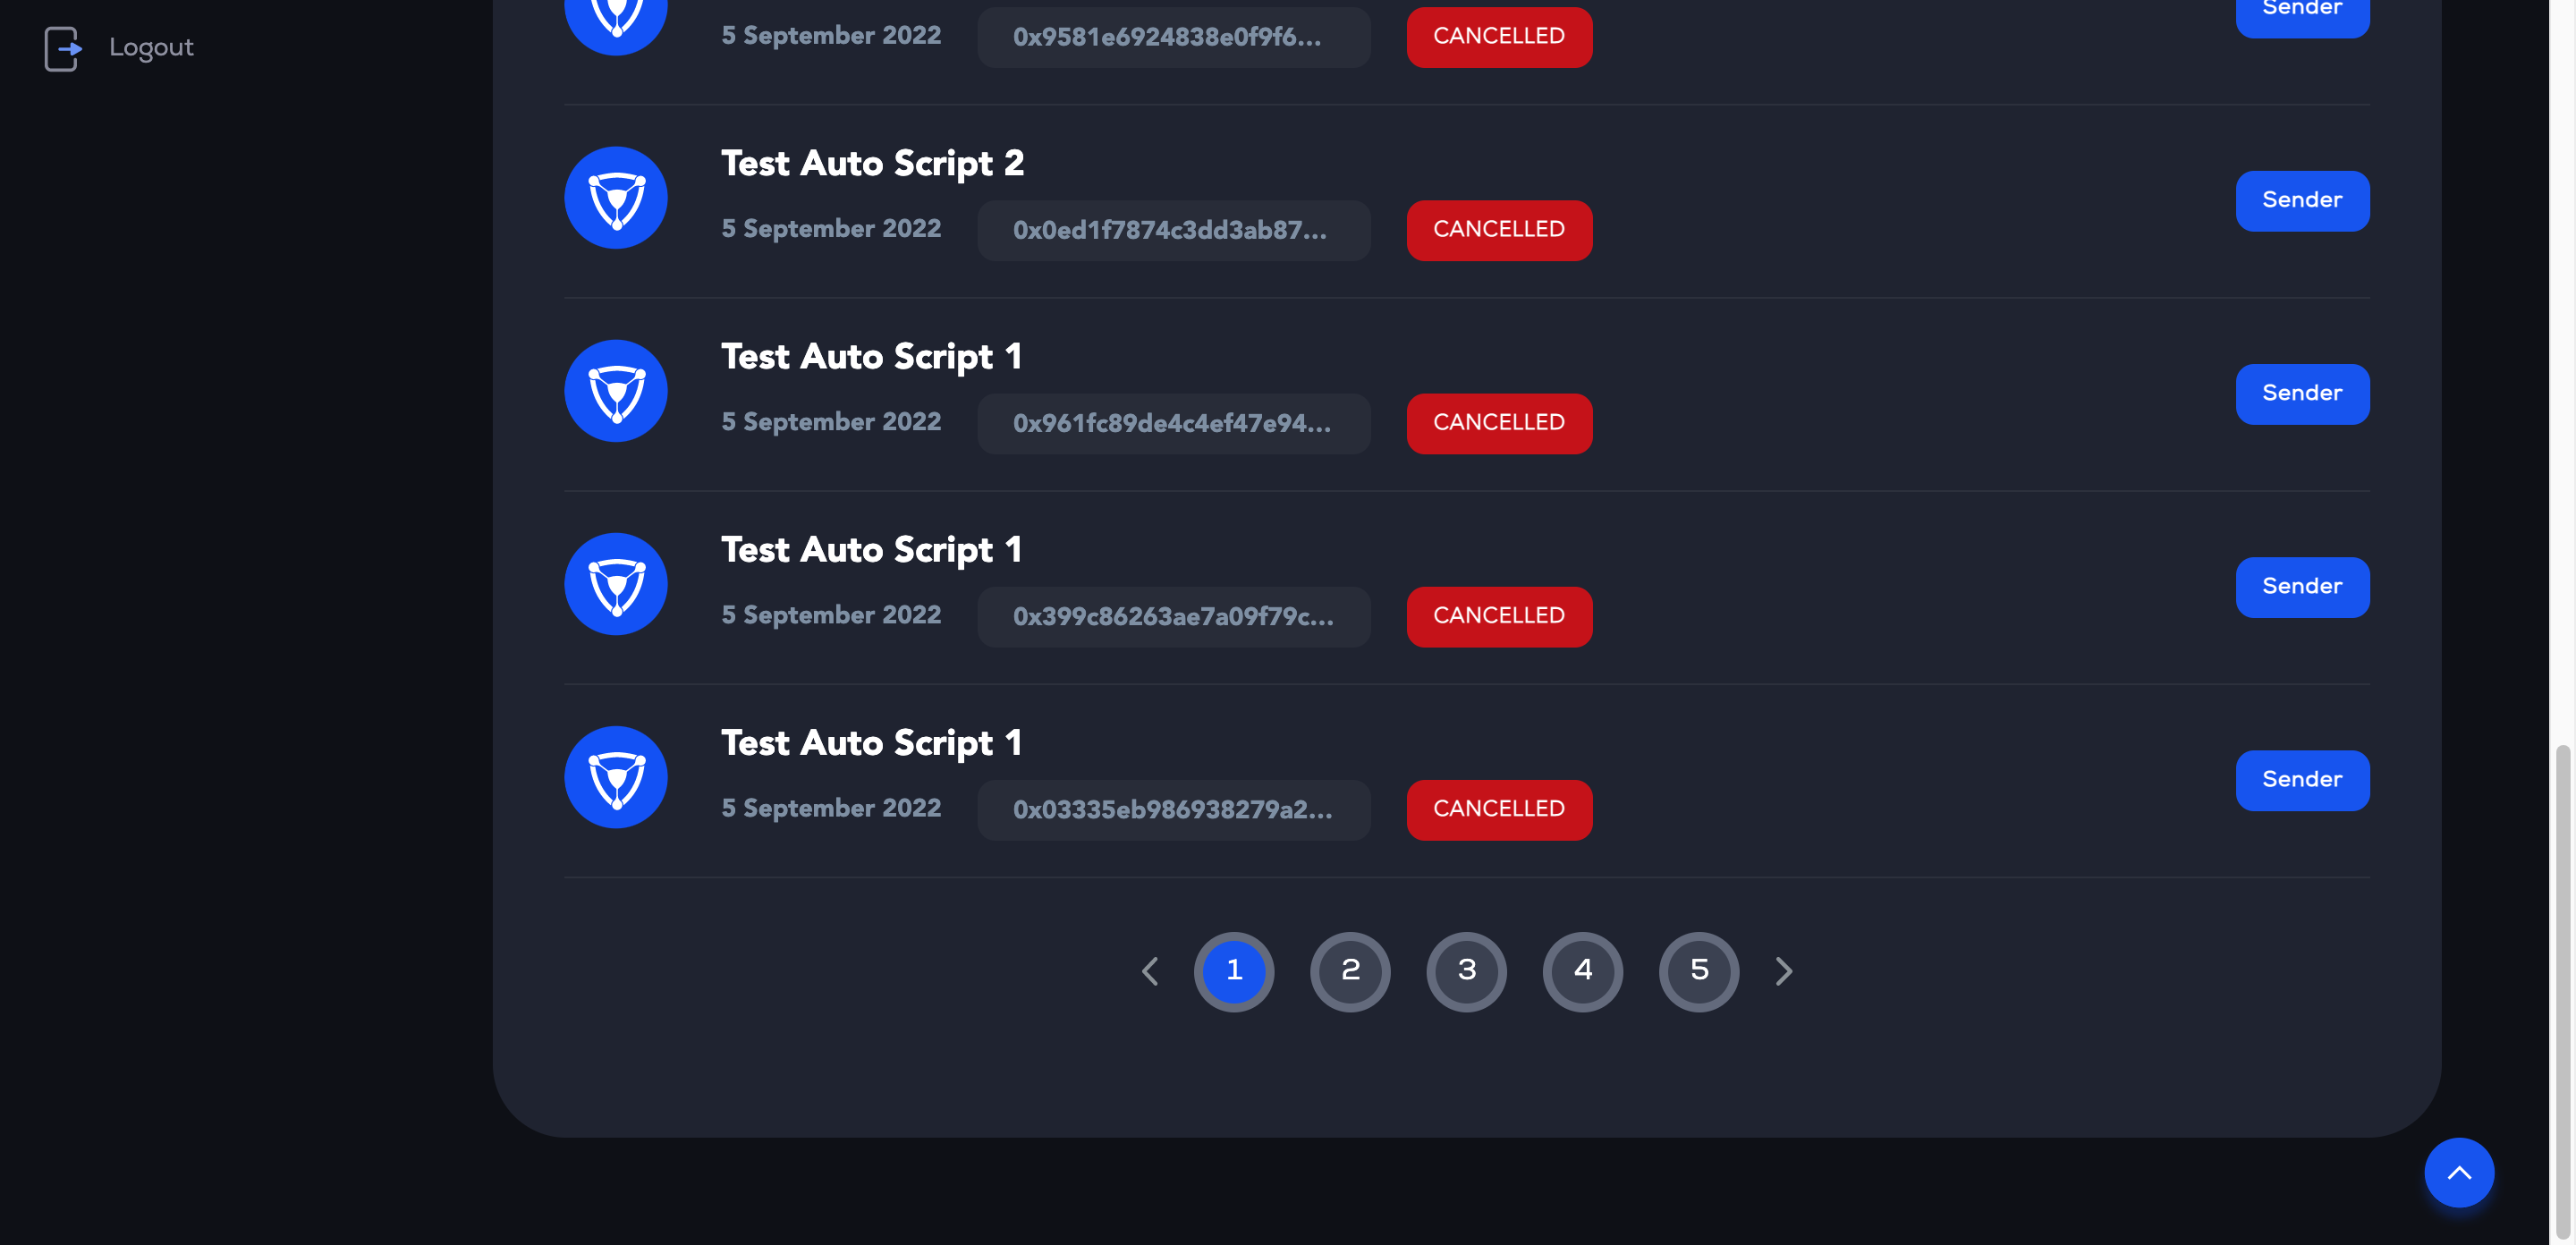 Logout
Sender
5 September 2022 0x9581e6924838e0f9f6... CANCELLED
Test Auto Script 2
Sender
5 September 2022 0x0ed1f7874c3dd3ab87... CANCELLED
Test Auto Script 1
Sender
5 September 2022 0x961fc89de4c4ef47e94... CANCELLED
Test Auto Script 1
Sender
5 September 2022 0x399c86263ae7a09f79c... CANCELLED
Test Auto Script 1
Sender
5 September 2022 0x03335eb986938279a2... CANCELLED
1 2 3 4 5